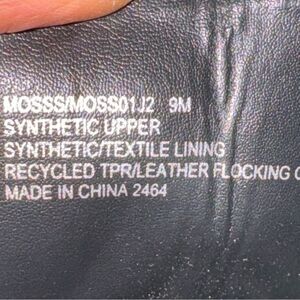 MOSSS/MOSS01J2 9M
SYNTHETIC UPPER
SYNTHETIC/TEXTILE LINING
RECYCLED TPR/LEATHER FLOCKING
MADE IN CHINA 2464